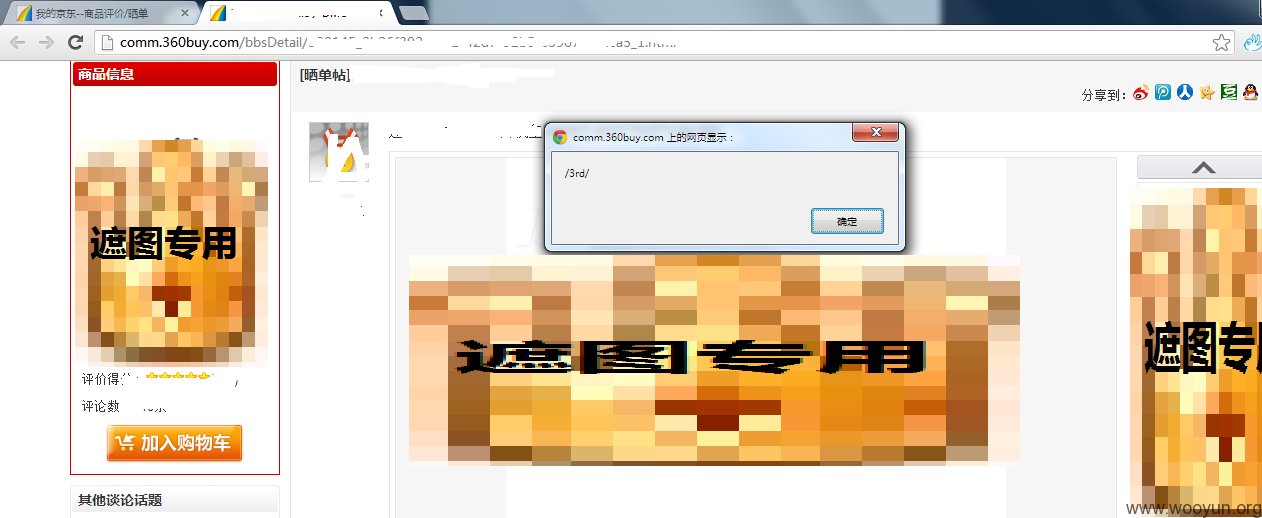 我的京东--商品评价/晒单
comm.360buy.com/bbsDetail/
商品信息
[晒单帖]
分享到：
comm.360buy.com 上的网页显示：
/3rd/
确定
遮图专用
遮图专用
遮图专用
评价得分：
评论数
加入购物车
其他谈论话题
www.wooyun.org